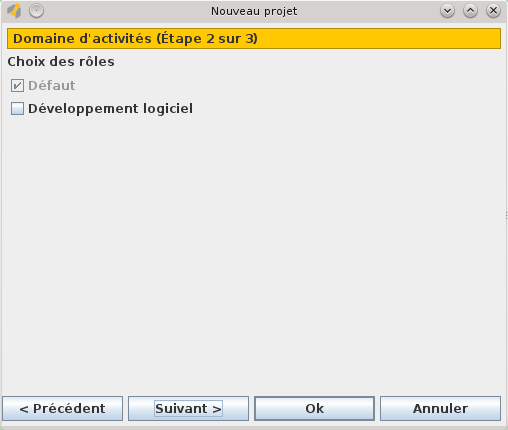 Nouveau projet
Domaine d'activités (Étape 2 sur 3)
Choix des rôles
Défaut
Développement logiciel
< Précédent
Suivant >
Ok
Annuler